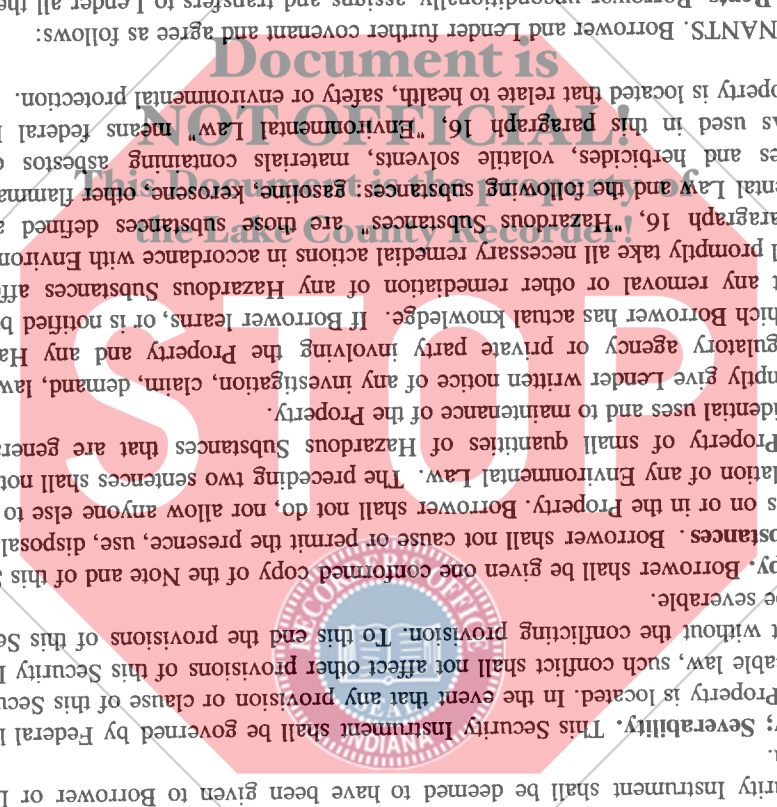 Document is
NOT OFFICIAL!
This Document is the property of
the Lake County Recorder!
STOP
RECORDER'S OFFICE
SEAL
INDIANA
urity Instrument shall be deemed to have been given to Borrower or L
; Severability. This Security Instrument shall be governed by Federal l
Property is located. In the event that any provision or clause of this Secu
able law, such conflict shall not affect other provisions of this Security I
t without the conflicting provision. To this end the provisions of this Se
e severable.
py. Borrower shall be given one conformed copy of the Note and of this
bstances. Borrower shall not cause or permit the presence, use, disposal
s on or in the Property. Borrower shall not do, nor allow anyone else to
lation of any Environmental Law. The preceding two sentences shall not
Property of small quantities of Hazardous Substances that are genera
idential uses and to maintenance of the Property.
mptly give Lender written notice of any investigation, claim, demand, law
gulatory agency or private party involving the Property and any Ha
hich Borrower has actual knowledge. If Borrower learns, or is notified b
t any removal or other remediation of any Hazardous Substances affe
l promptly take all necessary remedial actions in accordance with Environ
aragraph 16, "Hazardous Substances" are those substances defined a
ental Law and the following substances: gasoline, kerosene, other flamma
es and herbicides, volatile solvents, materials containing asbestos o
as used in this paragraph 16, "Environmental Law" means federal l
operty is located that relate to health, safety or environmental protection.
NANTS. Borrower and Lender further covenant and agree as follows:
Rents. Borrower unconditionally assigns and transfers to Lender all the